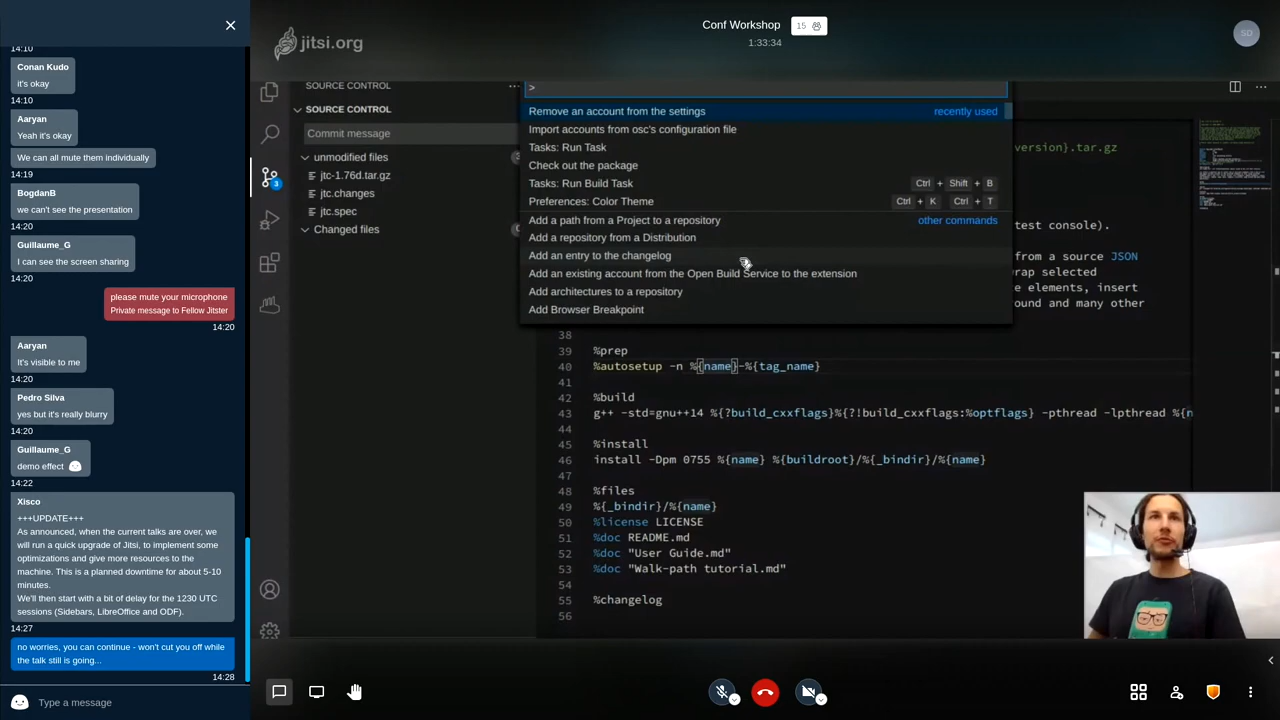 14:10
Conan Kudo
it's okay
14:10
Aaryan
Yeah it's okay
We can all mute them individually
14:19
BogdanB
we can't see the presentation
14:20
Guillaume_G
I can see the screen sharing
14:20
please mute your microphone
Private message to Fellow Jitster
14:20
Aaryan
It's visible to me
14:20
Pedro Silva
yes but it's really blurry
14:20
Guillaume_G
demo effect
14:22
Xisco
+++UPDATE+++
As announced, when the current talks are over, we
will run a quick upgrade of Jitsi, to implement some
optimizations and give more resources to the
machine. This is a planned downtime for about 5-10
minutes.
We'll then start with a bit of delay for the 1230 UTC
sessions (Sidebars, LibreOffice and ODF).
14:27
no worries, you can continue - won't cut you off while
the talk still is going...
14:28
Type a message
jitsi.org
Conf Workshop
15
1:33:34
SD
SOURCE CONTROL
SOURCE CONTROL
Commit message
unmodified files
jtc-1.76d.tar.gz
jtc.changes
jtc.spec
Changed files
3
>
Remove an account from the settings recently used
Import accounts from osc's configuration file
Tasks: Run Task
Check out the package
Tasks: Run Build Task Ctrl + Shift + B
Preferences: Color Theme Ctrl + K Ctrl + T
Add a path from a Project to a repository other commands
Add a repository from a Distribution
Add an entry to the changelog
Add an existing account from the Open Build Service to the extension
Add architectures to a repository
Add Browser Breakpoint
version}.tar.gz
test console).
from a source JSON
wrap selected
e elements, insert
ound and many other
38
39 %prep
40 %autosetup -n %{name}-%{tag_name}
41
42 %build
43 g++ -std=gnu++14 %{?build_cxxflags}%{?!build_cxxflags:%optflags} -pthread -lpthread %{n
44
45 %install
46 install -Dpm 0755 %{name} %{buildroot}/%{_bindir}/%{name}
47
48 %files
49 %{_bindir}/%{name}
50 %license LICENSE
51 %doc README.md
52 %doc "User Guide.md"
53 %doc "Walk-path tutorial.md"
54
55 %changelog
56